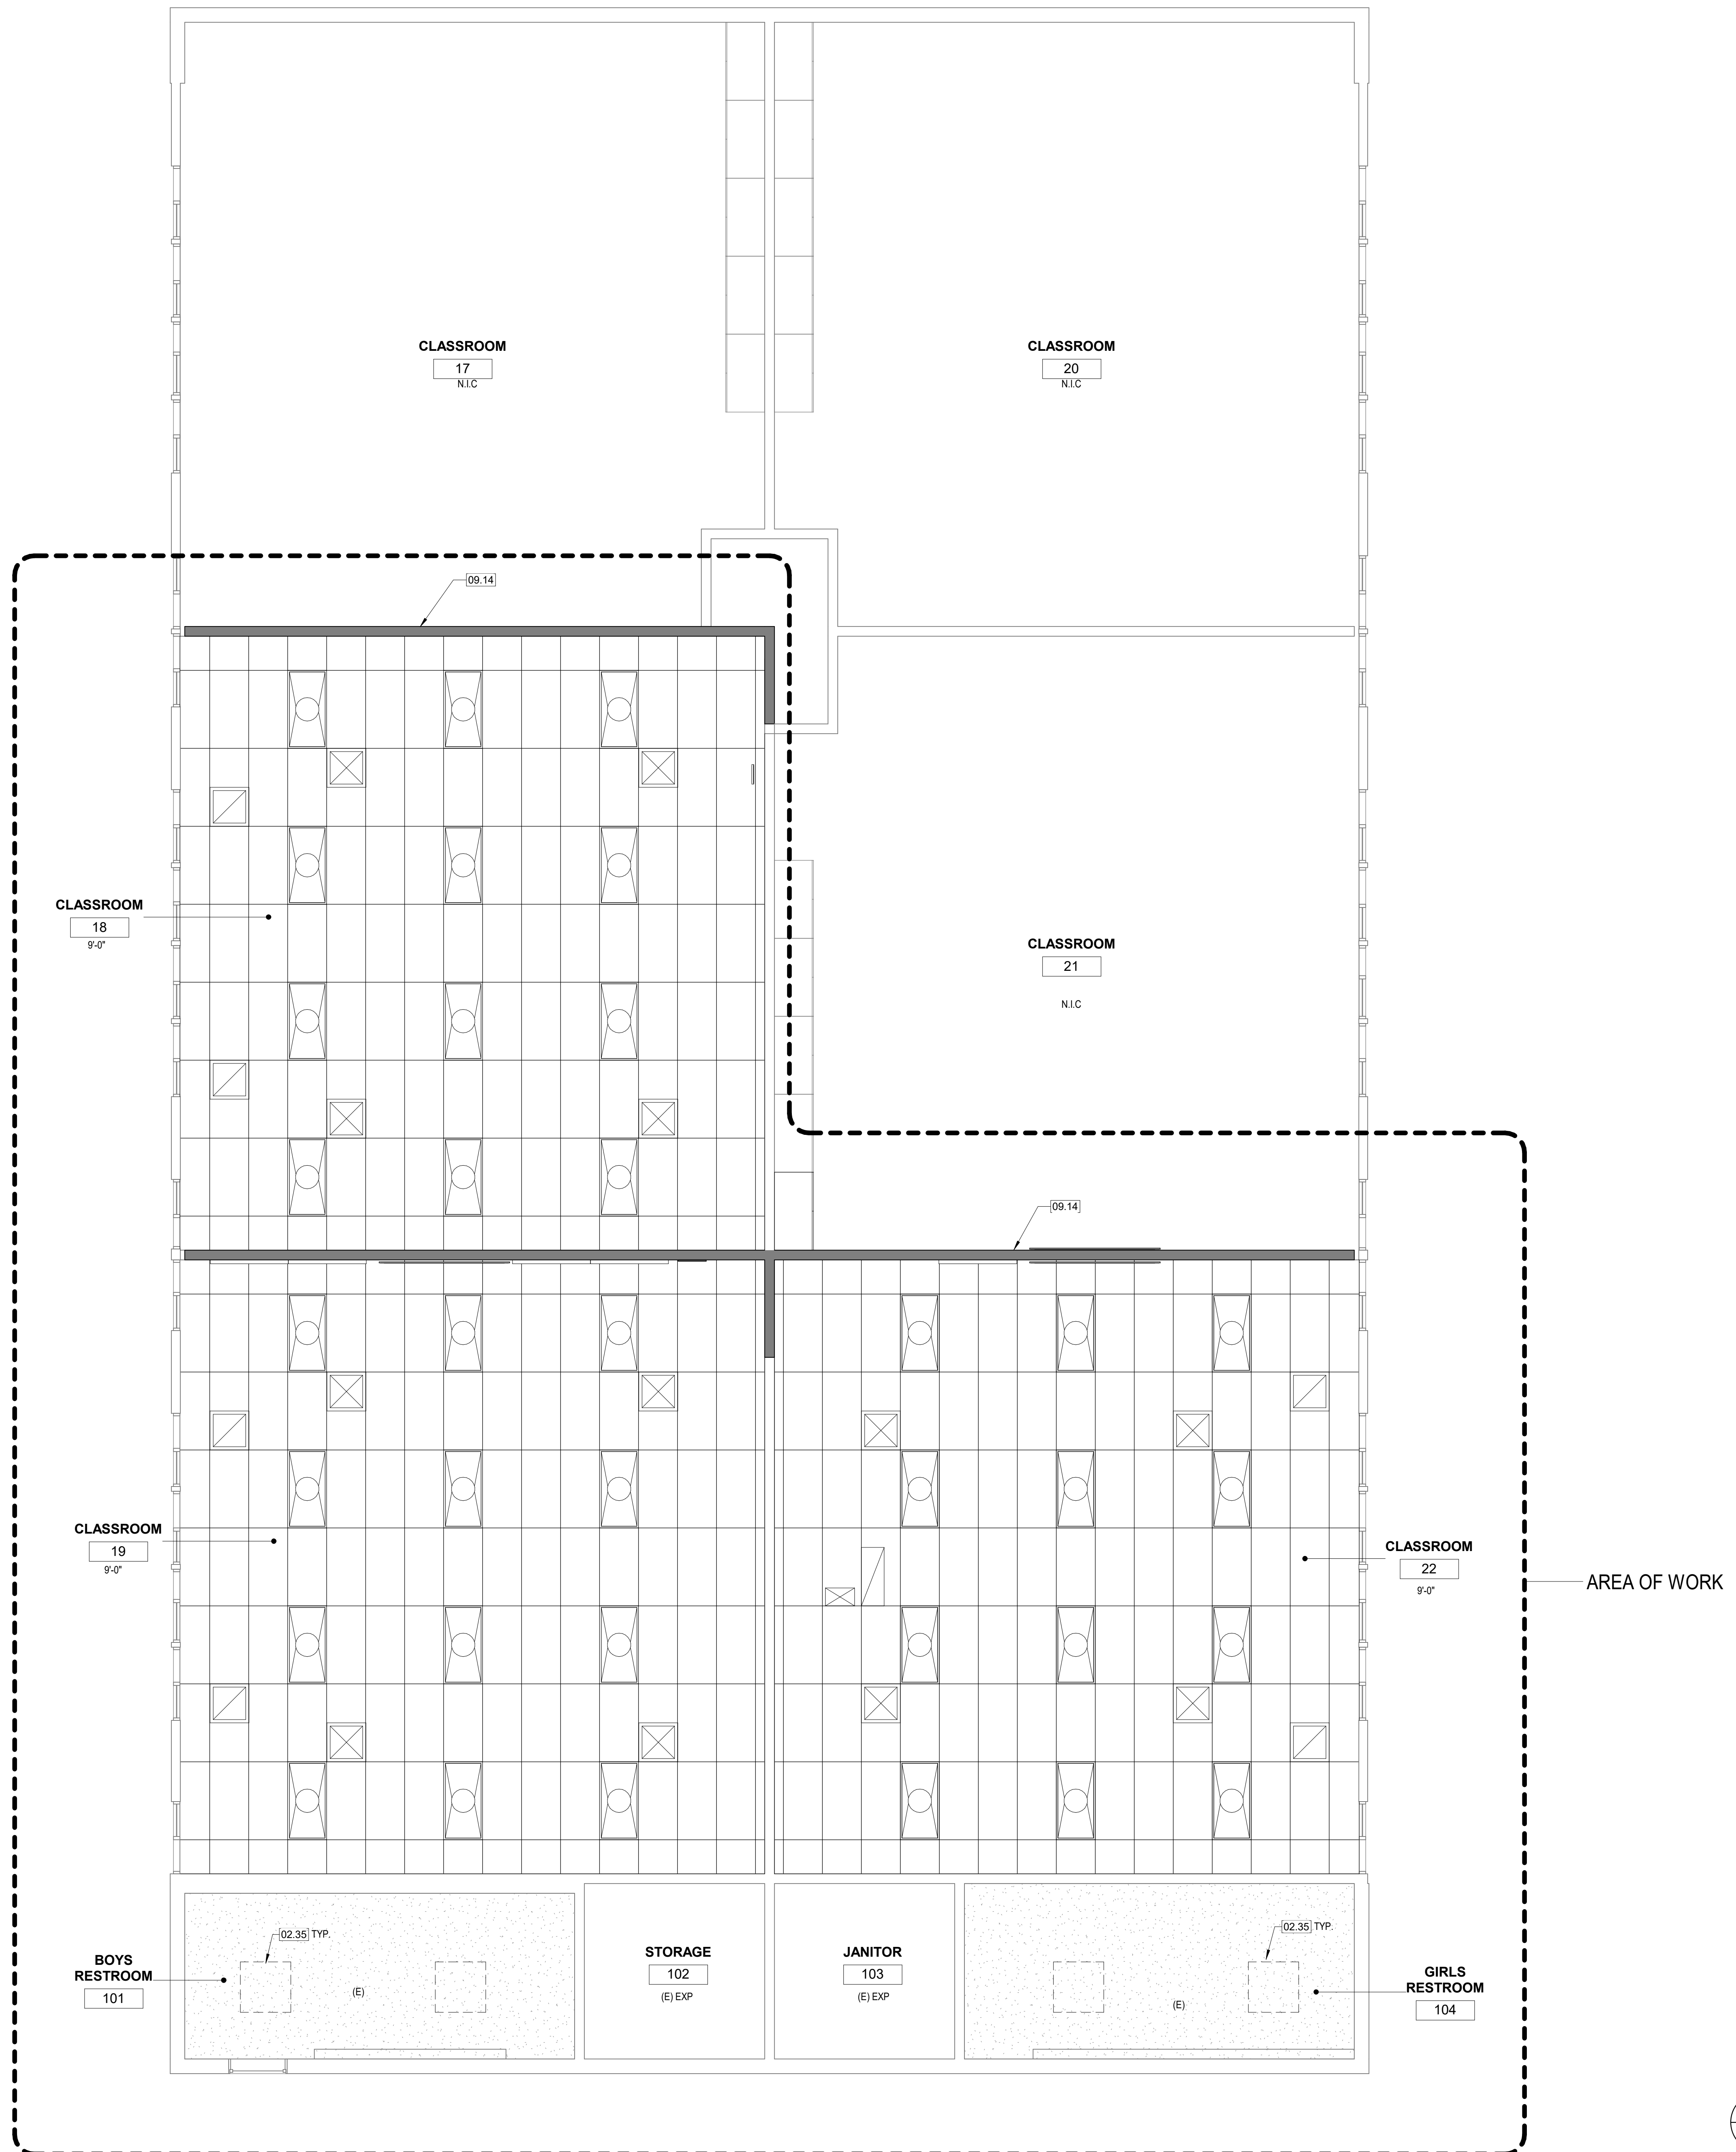 CLASSROOM
17
N.I.C
CLASSROOM
20
N.I.C
09.14
CLASSROOM
18
9'-0"
CLASSROOM
21
N.I.C
09.14
CLASSROOM
19
9'-0"
CLASSROOM
22
9'-0"
AREA OF WORK
BOYS
RESTROOM
101
02.35 TYP.
(E)
STORAGE
102
(E) EXP
JANITOR
103
(E) EXP
02.35 TYP.
(E)
GIRLS
RESTROOM
104